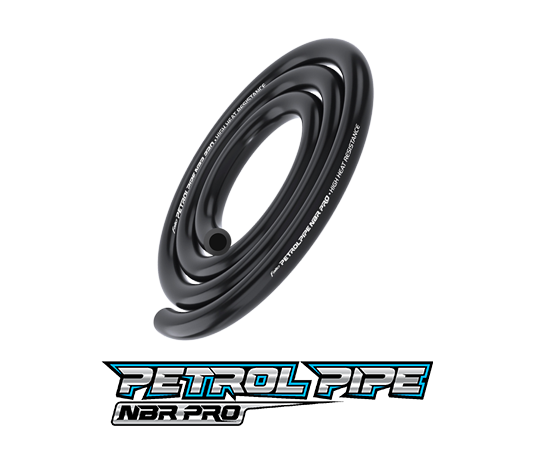 PETROLPIPE NBR PRO • HIGH HEAT RESISTANCE
PETROLPIPE NBR PRO • HIGH HEAT RESISTANCE
PETROL PIPE
NBR PRO